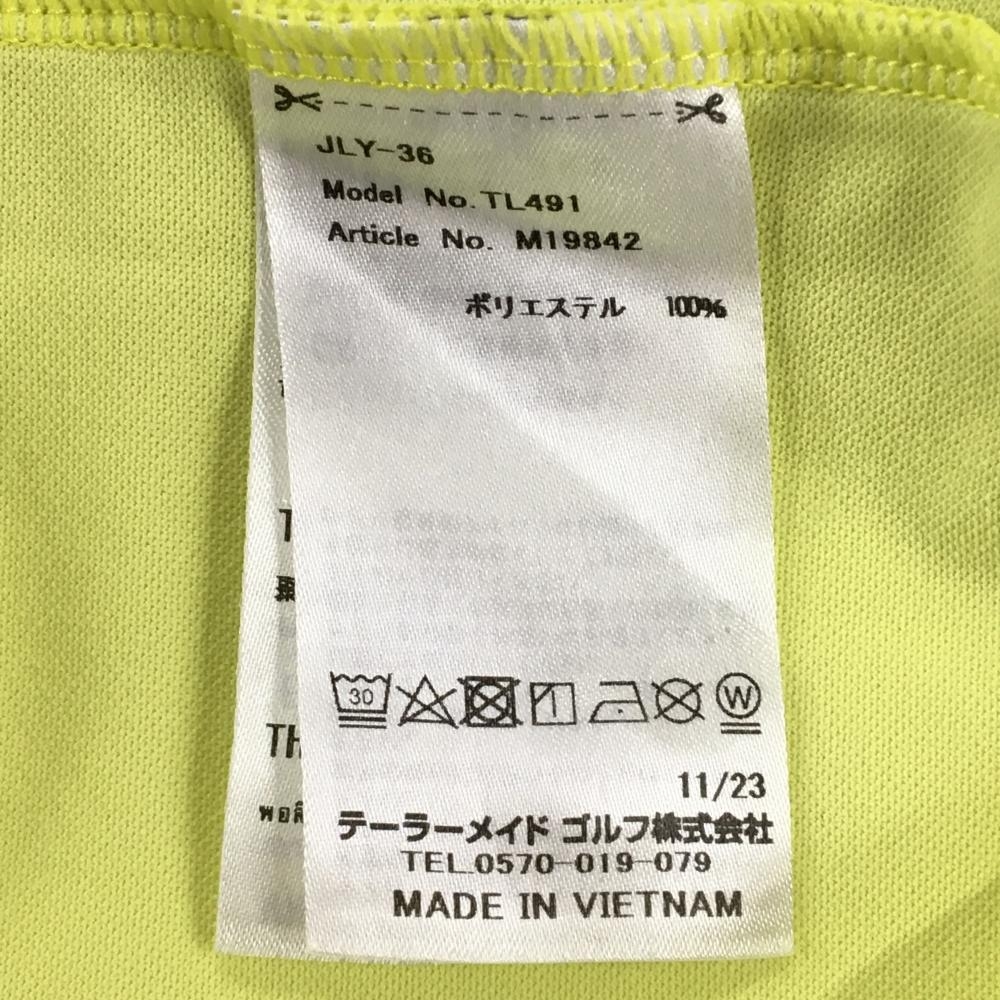 JLY-36
Model No. TL491
Article No. M19842
ポリエステル 100%
30
W
11/23
テーラーメイド ゴルフ株式会社
TEL.0570-019-079
MADE IN VIETNAM
TH